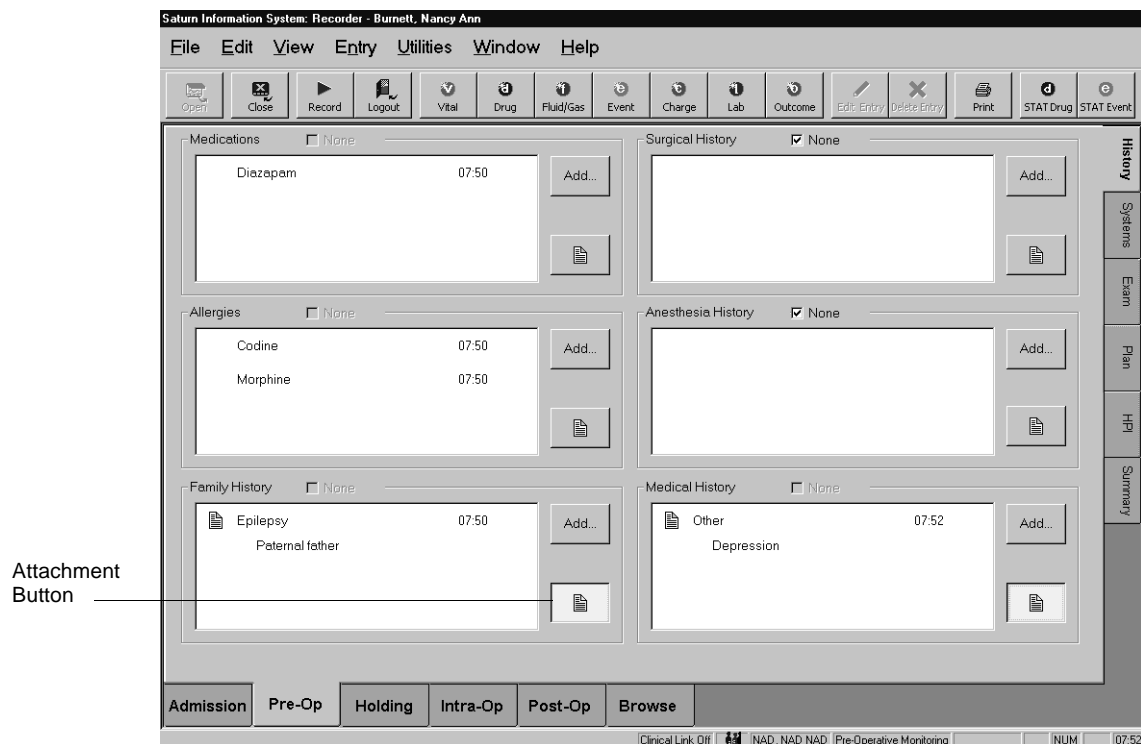 Saturn Information System: Recorder - Burnett, Nancy Ann
File Edit View Entry Utilities Window Help
Open Close Record Logout Vital Drug Fluid/Gas Event Charge Lab Outcome Edit Entry Delete Entry Print STAT Drug STAT Event
Medications None
Diazapam 07:50
Add...
Surgical History None
Add...
Allergies None
Codine 07:50
Morphine 07:50
Add...
Anesthesia History None
Add...
Family History None
Epilepsy 07:50
Paternal father
Add...
Medical History None
Other 07:52
Depression
Add...
History
Systems
Exam
Plan
HPI
Summary
Attachment
Button
Admission Pre-Op Holding Intra-Op Post-Op Browse
Clinical Link Off NAD, NAD NAD Pre-Operative Monitoring NUM 07:52